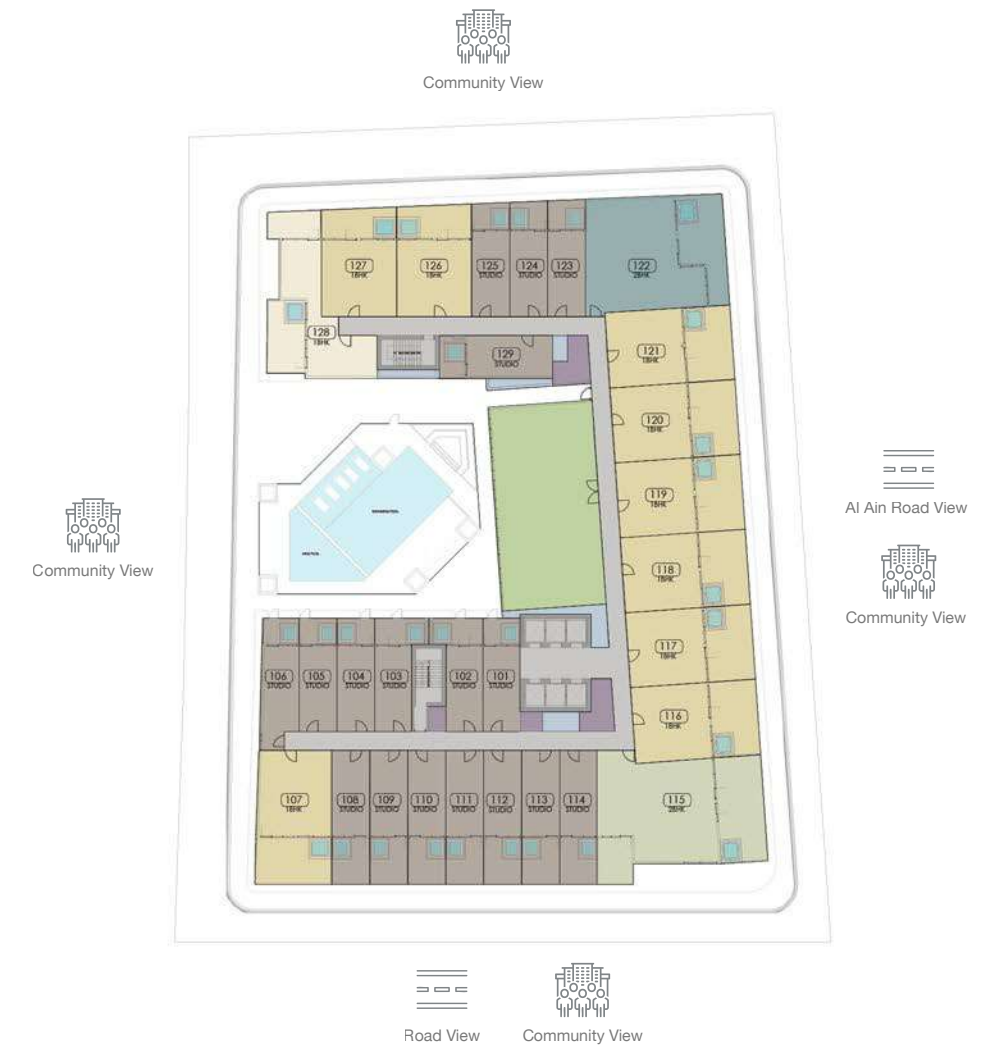 Community View
127
1BHK
126
1BHK
125
STUDIO
124
STUDIO
123
STUDIO
122
2BHK
128
1BHK
129
STUDIO
121
1BHK
120
1BHK
119
1BHK
118
1BHK
117
1BHK
116
1BHK
Al Ain Road View
Community View
Community View
106
STUDIO
105
STUDIO
104
STUDIO
103
STUDIO
102
STUDIO
101
STUDIO
107
1BHK
108
STUDIO
109
STUDIO
110
STUDIO
111
STUDIO
112
STUDIO
113
STUDIO
114
STUDIO
115
2BHK
Road View
Community View